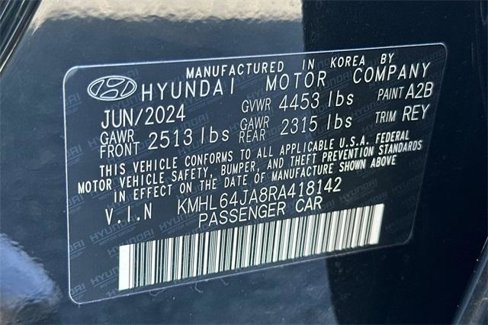 MANUFACTURED IN KOREA BY
HYUNDAI MOTOR COMPANY
JUN/2024 GVWR 4453 lbs PAINT A2B
GAWR FRONT 2513 lbs GAWR REAR 2315 lbs TRIM REY
THIS VEHICLE CONFORMS TO ALL APPLICABLE U.S.A. FEDERAL
MOTOR VEHICLE SAFETY, BUMPER, AND THEFT PREVENTION STANDARDS
IN EFFECT ON THE DATE OF MANUFACTURE SHOWN ABOVE.
V.I.N KMHL64JA8RA418142
PASSENGER CAR